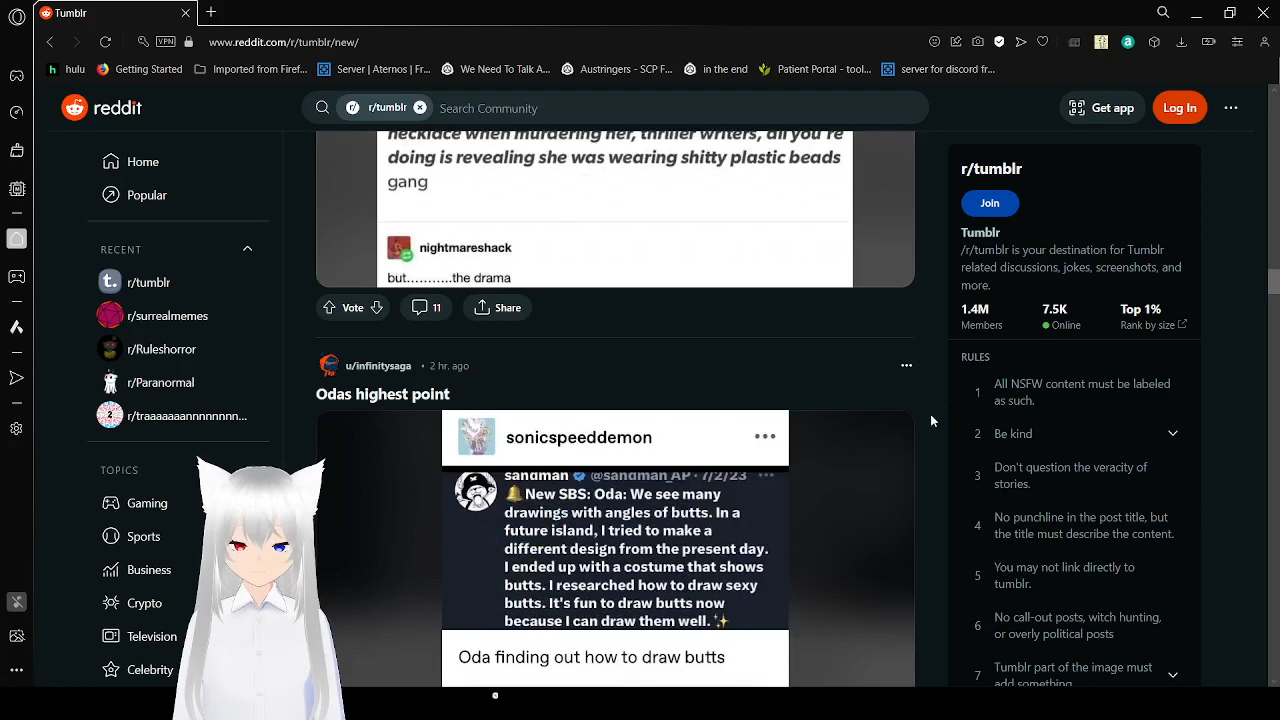 Tumblr
VPN
www.reddit.com/r/tumblr/new/
hulu
Getting Started
Imported from Firef...
Server | Aternos | Fr...
We Need To Talk A...
Austringers - SCP F...
in the end
Patient Portal - tool...
server for discord fr...
reddit
r/tumblr
Search Community
Get app
Log In
Home
Popular
RECENT
r/tumblr
r/surrealmemes
r/Ruleshorror
r/Paranormal
r/traaaaaaannnnnnnn...
TOPICS
Gaming
Sports
Business
Crypto
Television
Celebrity
necklace when murdering her, thriller writers, all you're
doing is revealing she was wearing shitty plastic beads
gang
nightmareshack
but...........the drama
Vote
11
Share
u/infinitysaga • 2 hr. ago
Odas highest point
sonicspeeddemon
sandman @sandman_AP · 7/2/23
New SBS: Oda: We see many
drawings with angles of butts. In a
future island, I tried to make a
different design from the present day.
I ended up with a costume that shows
butts. I researched how to draw sexy
butts. It's fun to draw butts now
because I can draw them well.
Oda finding out how to draw butts
r/tumblr
Join
Tumblr
/r/tumblr is your destination for Tumblr
related discussions, jokes, screenshots, and
more.
1.4M 7.5K Top 1%
Members Online Rank by size
RULES
1 All NSFW content must be labeled
as such.
2 Be kind
3 Don't question the veracity of
stories.
4 No punchline in the post title, but
the title must describe the content.
5 You may not link directly to
tumblr.
6 No call-out posts, witch hunting,
or overly political posts
7 Tumblr part of the image must
add something